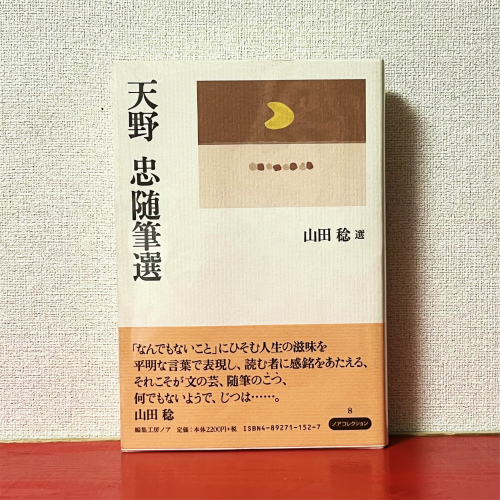 天野 忠随筆選
山田 稔 選
「なんでもないこと」にひそむ人生の滋味を
平明な言葉で表現し、読む者に感銘をあたえる、
それこそが文の芸、随筆のこつ、
何でもないようで、じつは……。
山田 稔
編集工房ノア 定価：本体2200円+税 ISBN4-89271-152-7
8
ノアコレクション